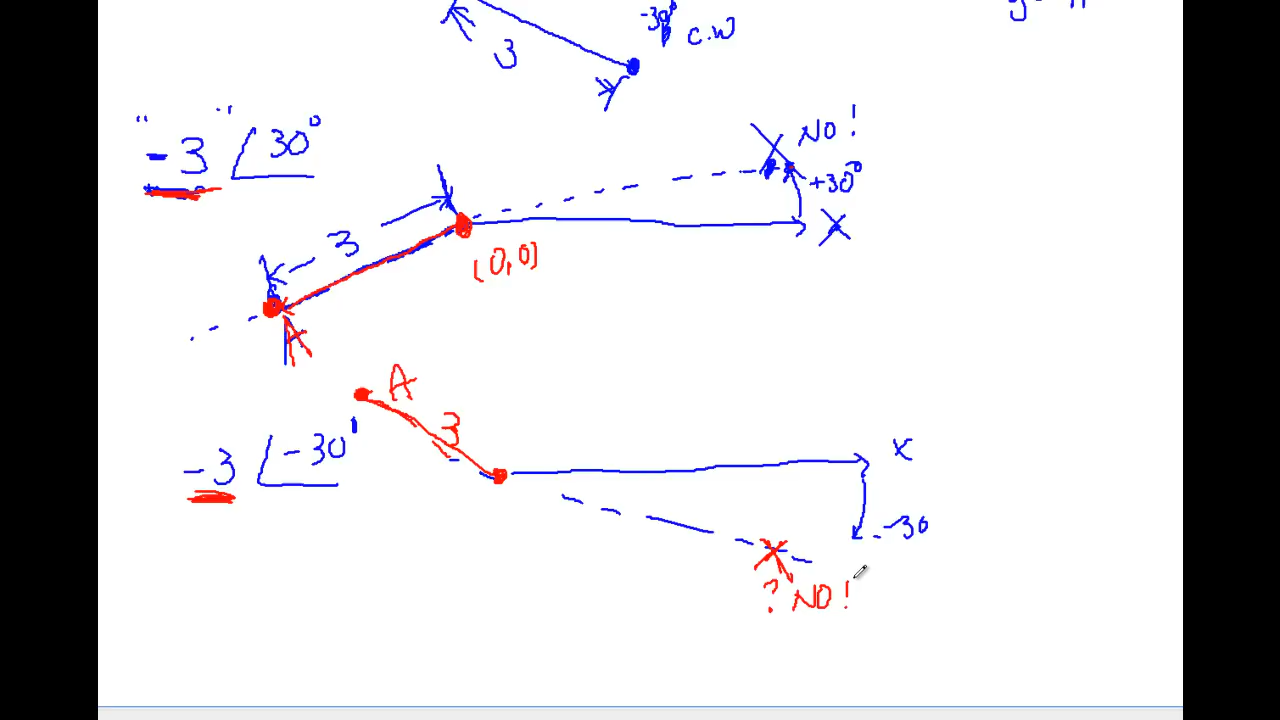 -30° C.W
3
"-3" ∠30°
NO!
+30°
X
3
(0,0)
A
3
-3 ∠-30°
X
-30
? NO!